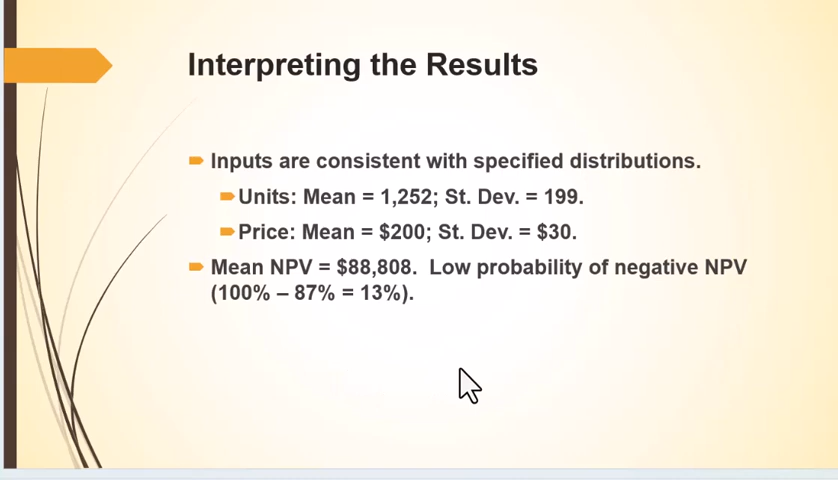 Interpreting the Results
Inputs are consistent with specified distributions.
Units: Mean = 1,252; St. Dev. = 199.
Price: Mean = $200; St. Dev. = $30.
Mean NPV = $88,808.  Low probability of negative NPV
(100% – 87% = 13%).